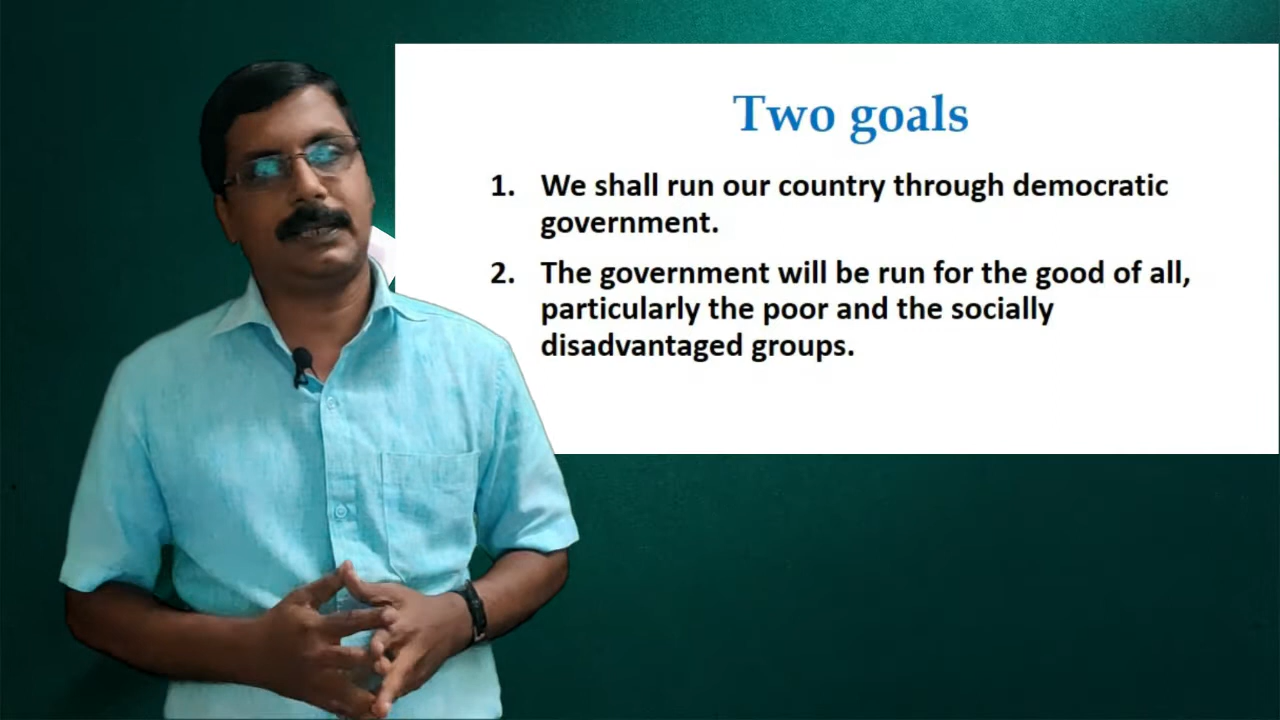 Two goals
1. We shall run our country through democratic
government.
2. The government will be run for the good of all,
particularly the poor and the socially
disadvantaged groups.